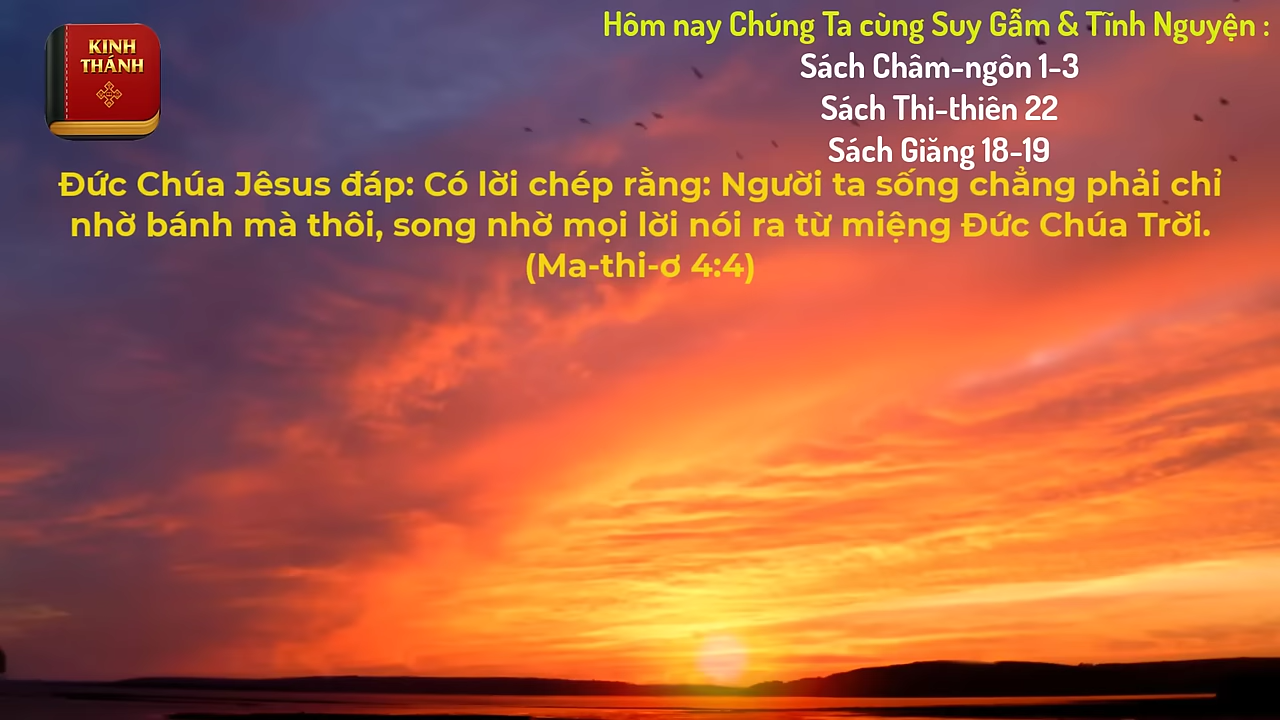 KINH
THÁNH
Hôm nay Chúng Ta cùng Suy Gẫm & Tĩnh Nguyện :
Sách Châm-ngôn 1-3
Sách Thi-thiên 22
Sách Giăng 18-19
Đức Chúa Jêsus đáp: Có lời chép rằng: Người ta sống chẳng phải chỉ
nhờ bánh mà thôi, song nhờ mọi lời nói ra từ miệng Đức Chúa Trời.
(Ma-thi-ơ 4:4)